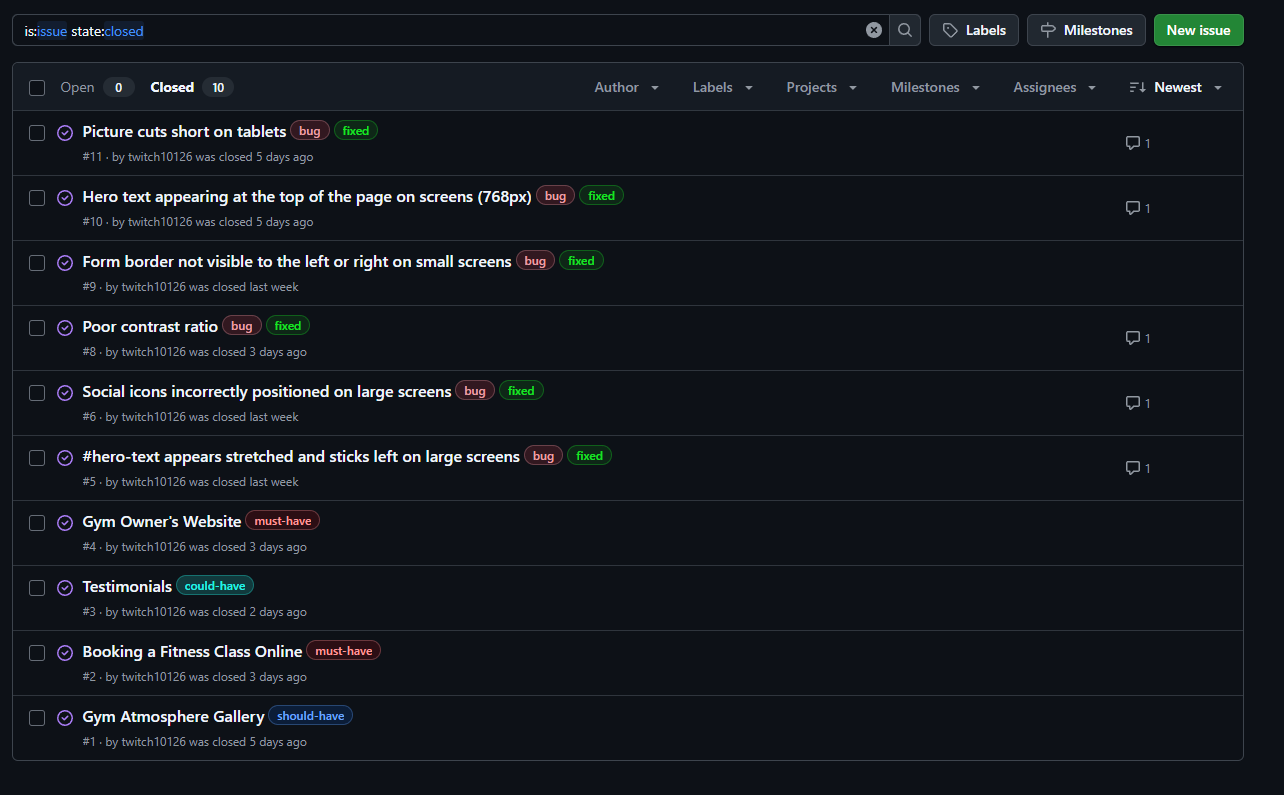 is:issue state:closed
Labels
Milestones
New issue
Open 0 Closed 10 Author Labels Projects Milestones Assignees Newest
Picture cuts short on tablets bug fixed
#11 · by twitch10126 was closed 5 days ago
1
Hero text appearing at the top of the page on screens (768px) bug fixed
#10 · by twitch10126 was closed 5 days ago
1
Form border not visible to the left or right on small screens bug fixed
#9 · by twitch10126 was closed last week
Poor contrast ratio bug fixed
#8 · by twitch10126 was closed 3 days ago
1
Social icons incorrectly positioned on large screens bug fixed
#6 · by twitch10126 was closed last week
1
#hero-text appears stretched and sticks left on large screens bug fixed
#5 · by twitch10126 was closed last week
1
Gym Owner's Website must-have
#4 · by twitch10126 was closed 3 days ago
Testimonials could-have
#3 · by twitch10126 was closed 2 days ago
Booking a Fitness Class Online must-have
#2 · by twitch10126 was closed 3 days ago
Gym Atmosphere Gallery should-have
#1 · by twitch10126 was closed 5 days ago